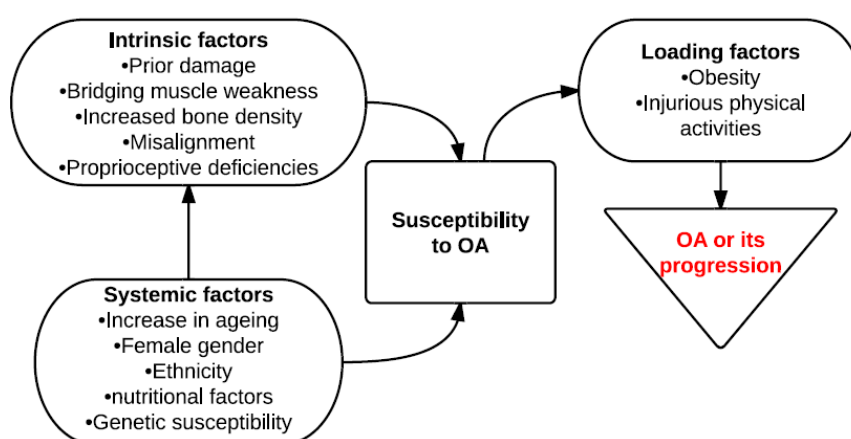 Intrinsic factors
•Prior damage
•Bridging muscle weakness
•Increased bone density
•Misalignment
•Proprioceptive deficiencies
Loading factors
•Obesity
•Injurious physical
activities
Susceptibility
to OA
OA or its
progression
Systemic factors
•Increase in ageing
•Female gender
•Ethnicity
•nutritional factors
•Genetic susceptibility